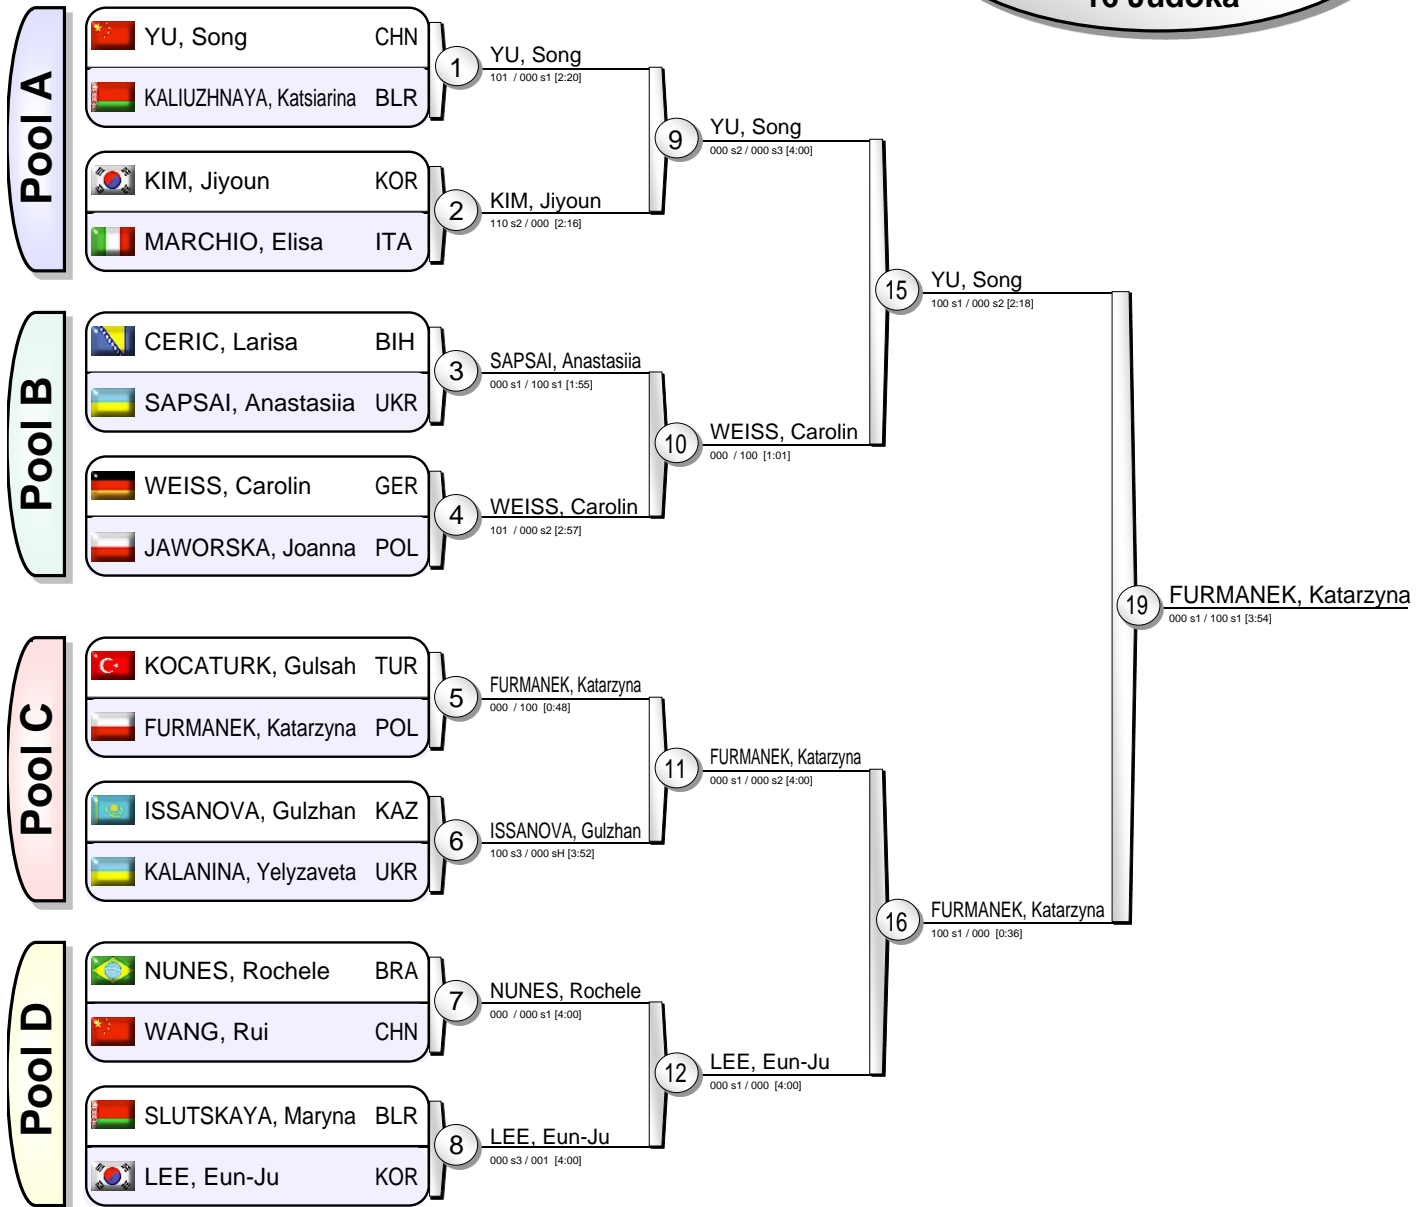 16 Judoka
Pool A
YU, Song CHN
KALIUZHNAYA, Katsiarina BLR
1
YU, Song
101 / 000 s1 [2:20]
KIM, Jiyoun KOR
MARCHIO, Elisa ITA
2
KIM, Jiyoun
110 s2 / 000 [2:16]
9
YU, Song
000 s2 / 000 s3 [4:00]
Pool B
CERIC, Larisa BIH
SAPSAI, Anastasiia UKR
3
SAPSAI, Anastasiia
000 s1 / 100 s1 [1:55]
WEISS, Carolin GER
JAWORSKA, Joanna POL
4
WEISS, Carolin
101 / 000 s2 [2:57]
10
WEISS, Carolin
000 / 100 [1:01]
15
YU, Song
100 s1 / 000 s2 [2:18]
Pool C
KOCATURK, Gulsah TUR
FURMANEK, Katarzyna POL
5
FURMANEK, Katarzyna
000 / 100 [0:48]
ISSANOVA, Gulzhan KAZ
KALANINA, Yelyzaveta UKR
6
ISSANOVA, Gulzhan
100 s3 / 000 sH [3:52]
11
FURMANEK, Katarzyna
000 s1 / 000 s2 [4:00]
Pool D
NUNES, Rochele BRA
WANG, Rui CHN
7
NUNES, Rochele
000 / 000 s1 [4:00]
SLUTSKAYA, Maryna BLR
LEE, Eun-Ju KOR
8
LEE, Eun-Ju
000 s3 / 001 [4:00]
12
LEE, Eun-Ju
000 s1 / 000 [4:00]
16
FURMANEK, Katarzyna
100 s1 / 000 [0:36]
19
FURMANEK, Katarzyna
000 s1 / 100 s1 [3:54]